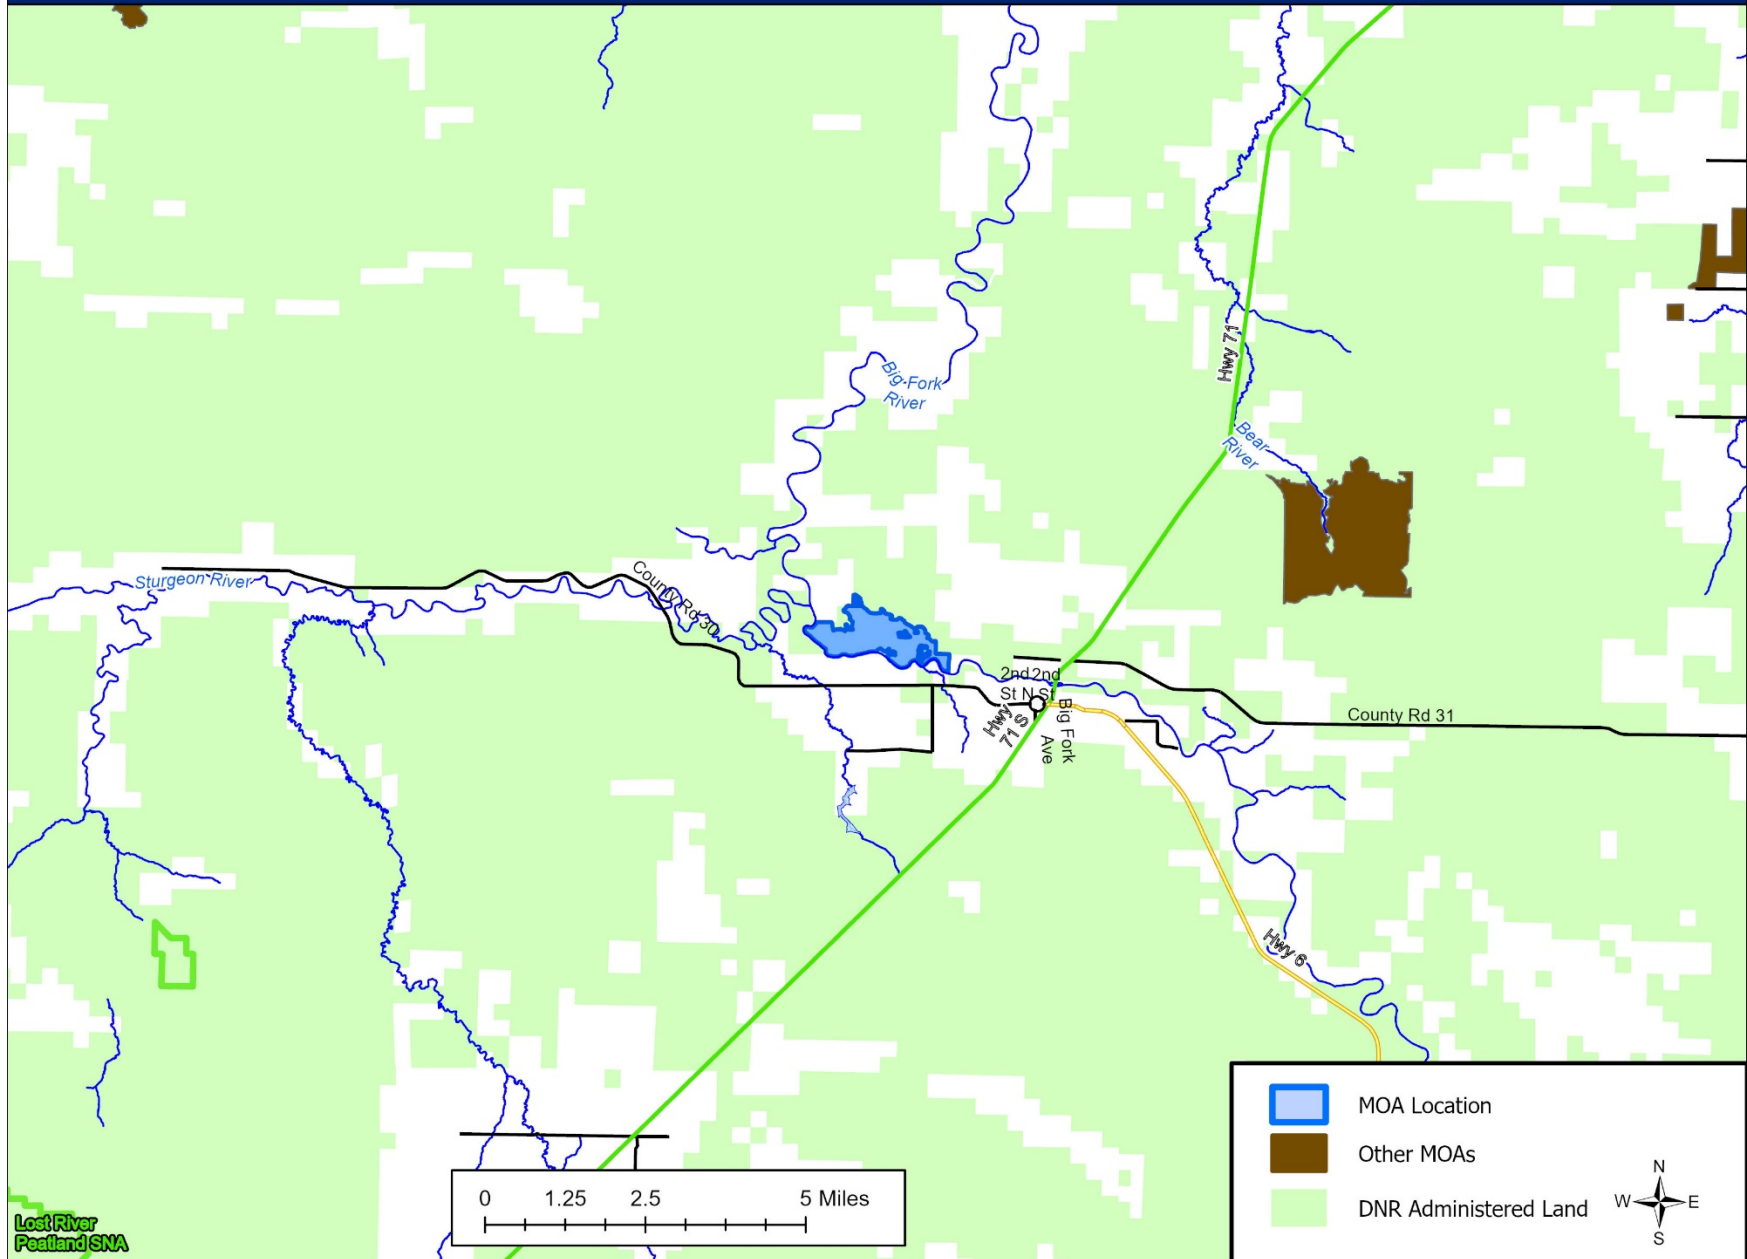 Big-Fork
River
Hwy 71
Bear
River
Sturgeon River
County Rd 30
2nd 2nd
St N St
Hwy
71 S
Big Fork
Ave
County Rd 31
Hwy 6
MOA Location
Other MOAs
DNR Administered Land
N
W E
S
0 1.25 2.5 5 Miles
Lost River
Peatland SNA